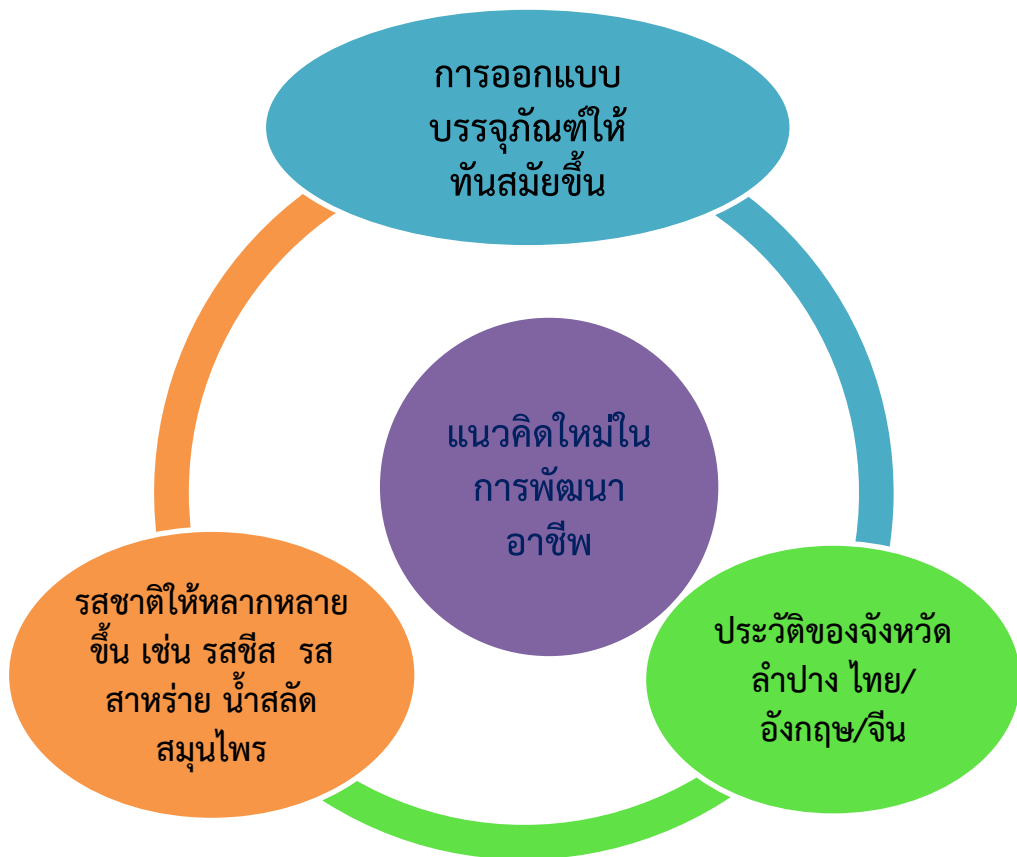 การออกแบบ
บรรจุภัณฑ์ให้
ทันสมัยขึ้น
แนวคิดใหม่ใน
การพัฒนา
อาชีพ
รสชาติให้หลากหลาย
ขึ้น เช่น รสชีส รส
สาหร่าย น้ำสลัด
สมุนไพร
ประวัติของจังหวัด
ลำปาง ไทย/
อังกฤษ/จีน